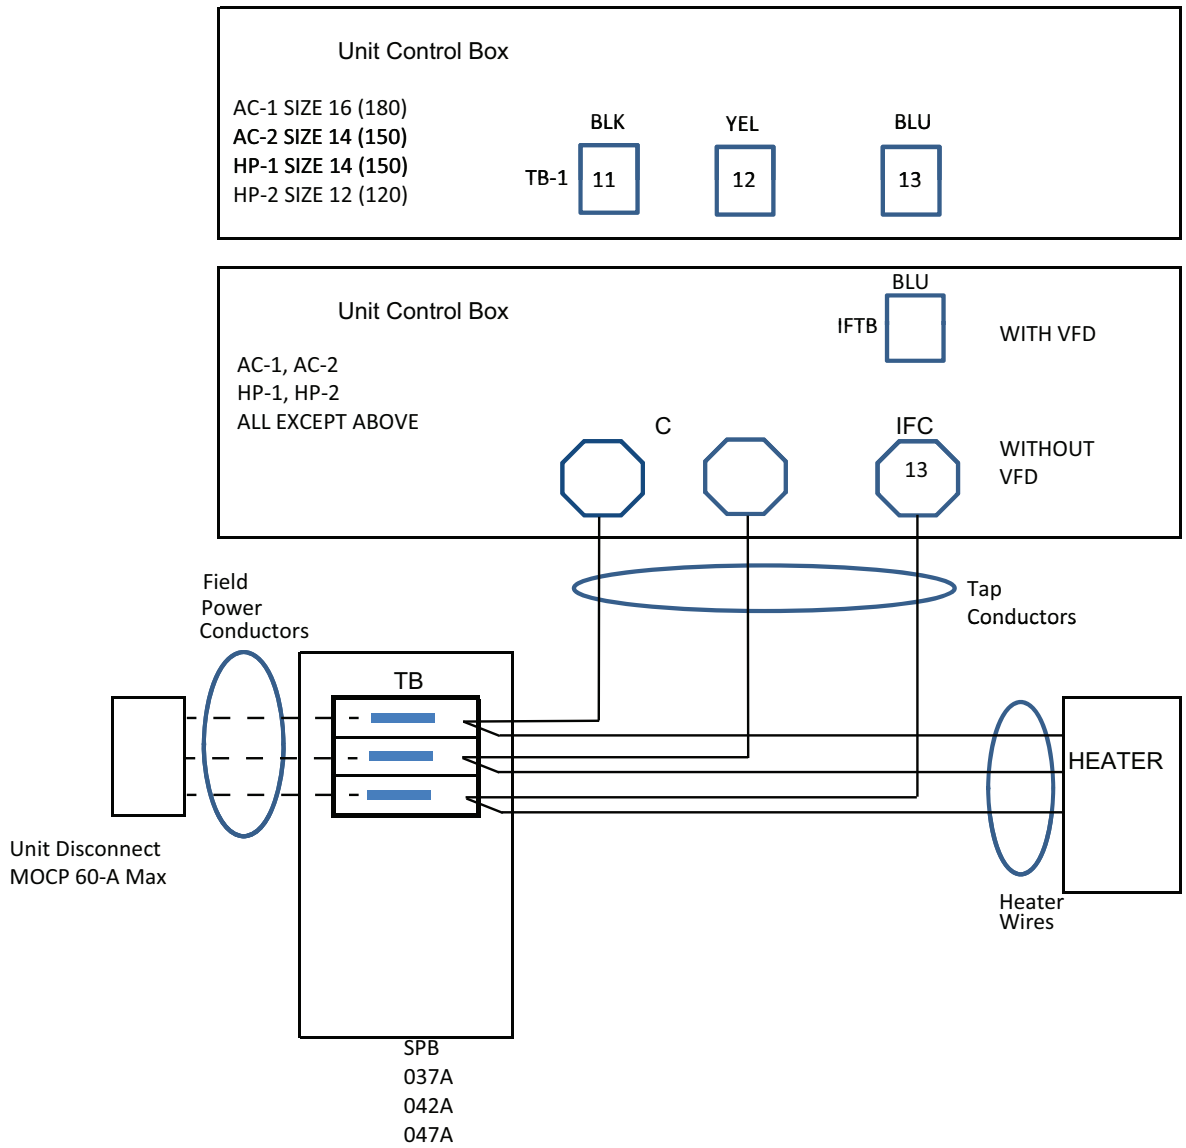 Unit Control Box
AC-1 SIZE 16 (180)
AC-2 SIZE 14 (150)
HP-1 SIZE 14 (150)
HP-2 SIZE 12 (120)
BLK
YEL
BLU
TB-1
11
12
13
Unit Control Box
AC-1, AC-2
HP-1, HP-2
ALL EXCEPT ABOVE
BLU
IFTB
WITH VFD
C
IFC
13
WITHOUT
VFD
Field
Power
Conductors
Tap
Conductors
TB
HEATER
Unit Disconnect
MOCP 60-A Max
Heater
Wires
SPB
037A
042A
047A